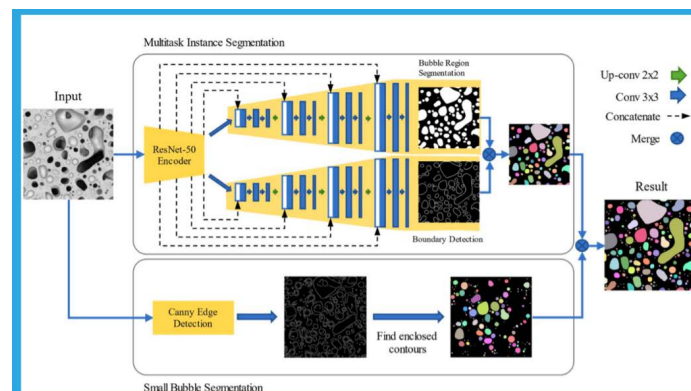 Multitask Instance Segmentation
Bubble Region
Segmentation
Input
ResNet-50
Encoder
Boundary Detection
Up-conv 2x2
Conv 3x3
Concatenate
Merge
Result
Canny Edge
Detection
Find enclosed
contours
Small Bubble Segmentation